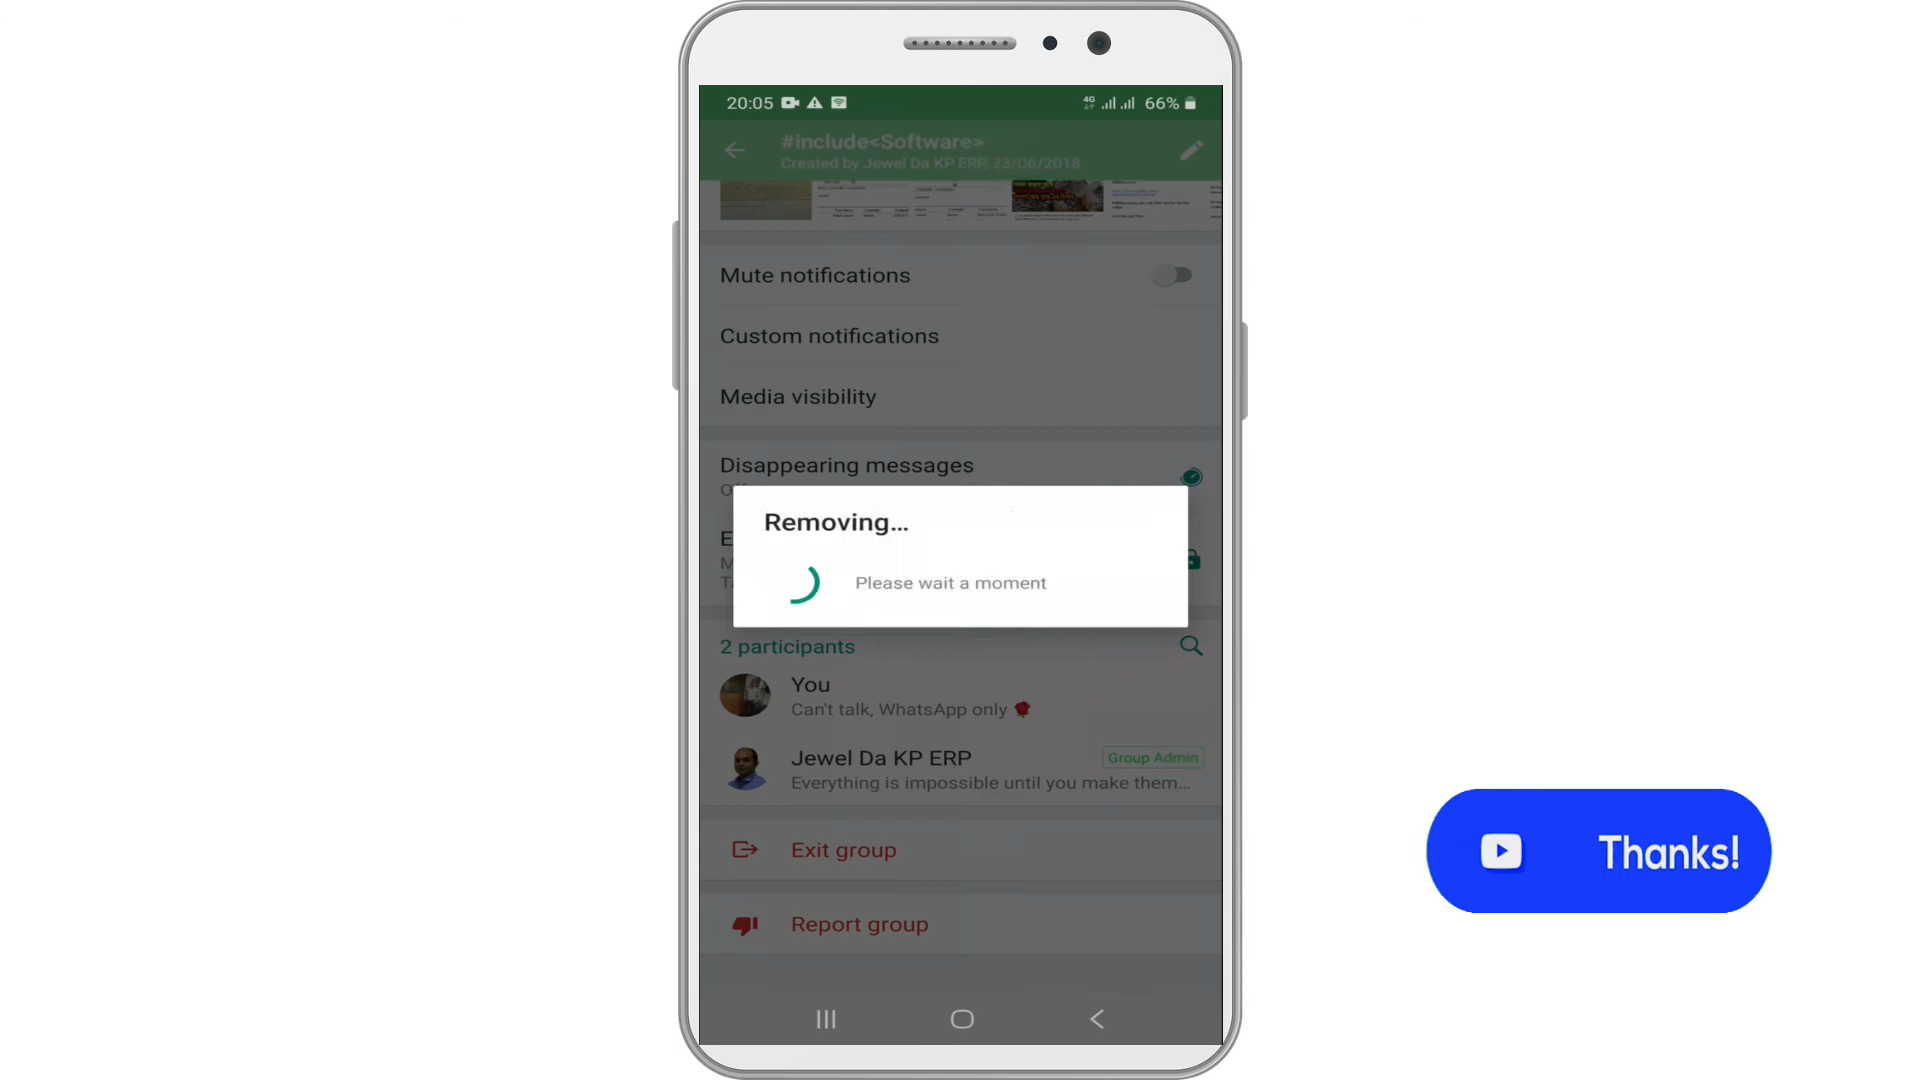 20:05
4G
66%
#include<Software>
Created by Jewel Da KP ERP, 23/06/2018
Mute notifications
Custom notifications
Media visibility
Disappearing messages
Removing...
Please wait a moment
2 participants
You
Can't talk, WhatsApp only 🌹
Jewel Da KP ERP
Group Admin
Everything is impossible until you make them...
Exit group
Report group
Thanks!